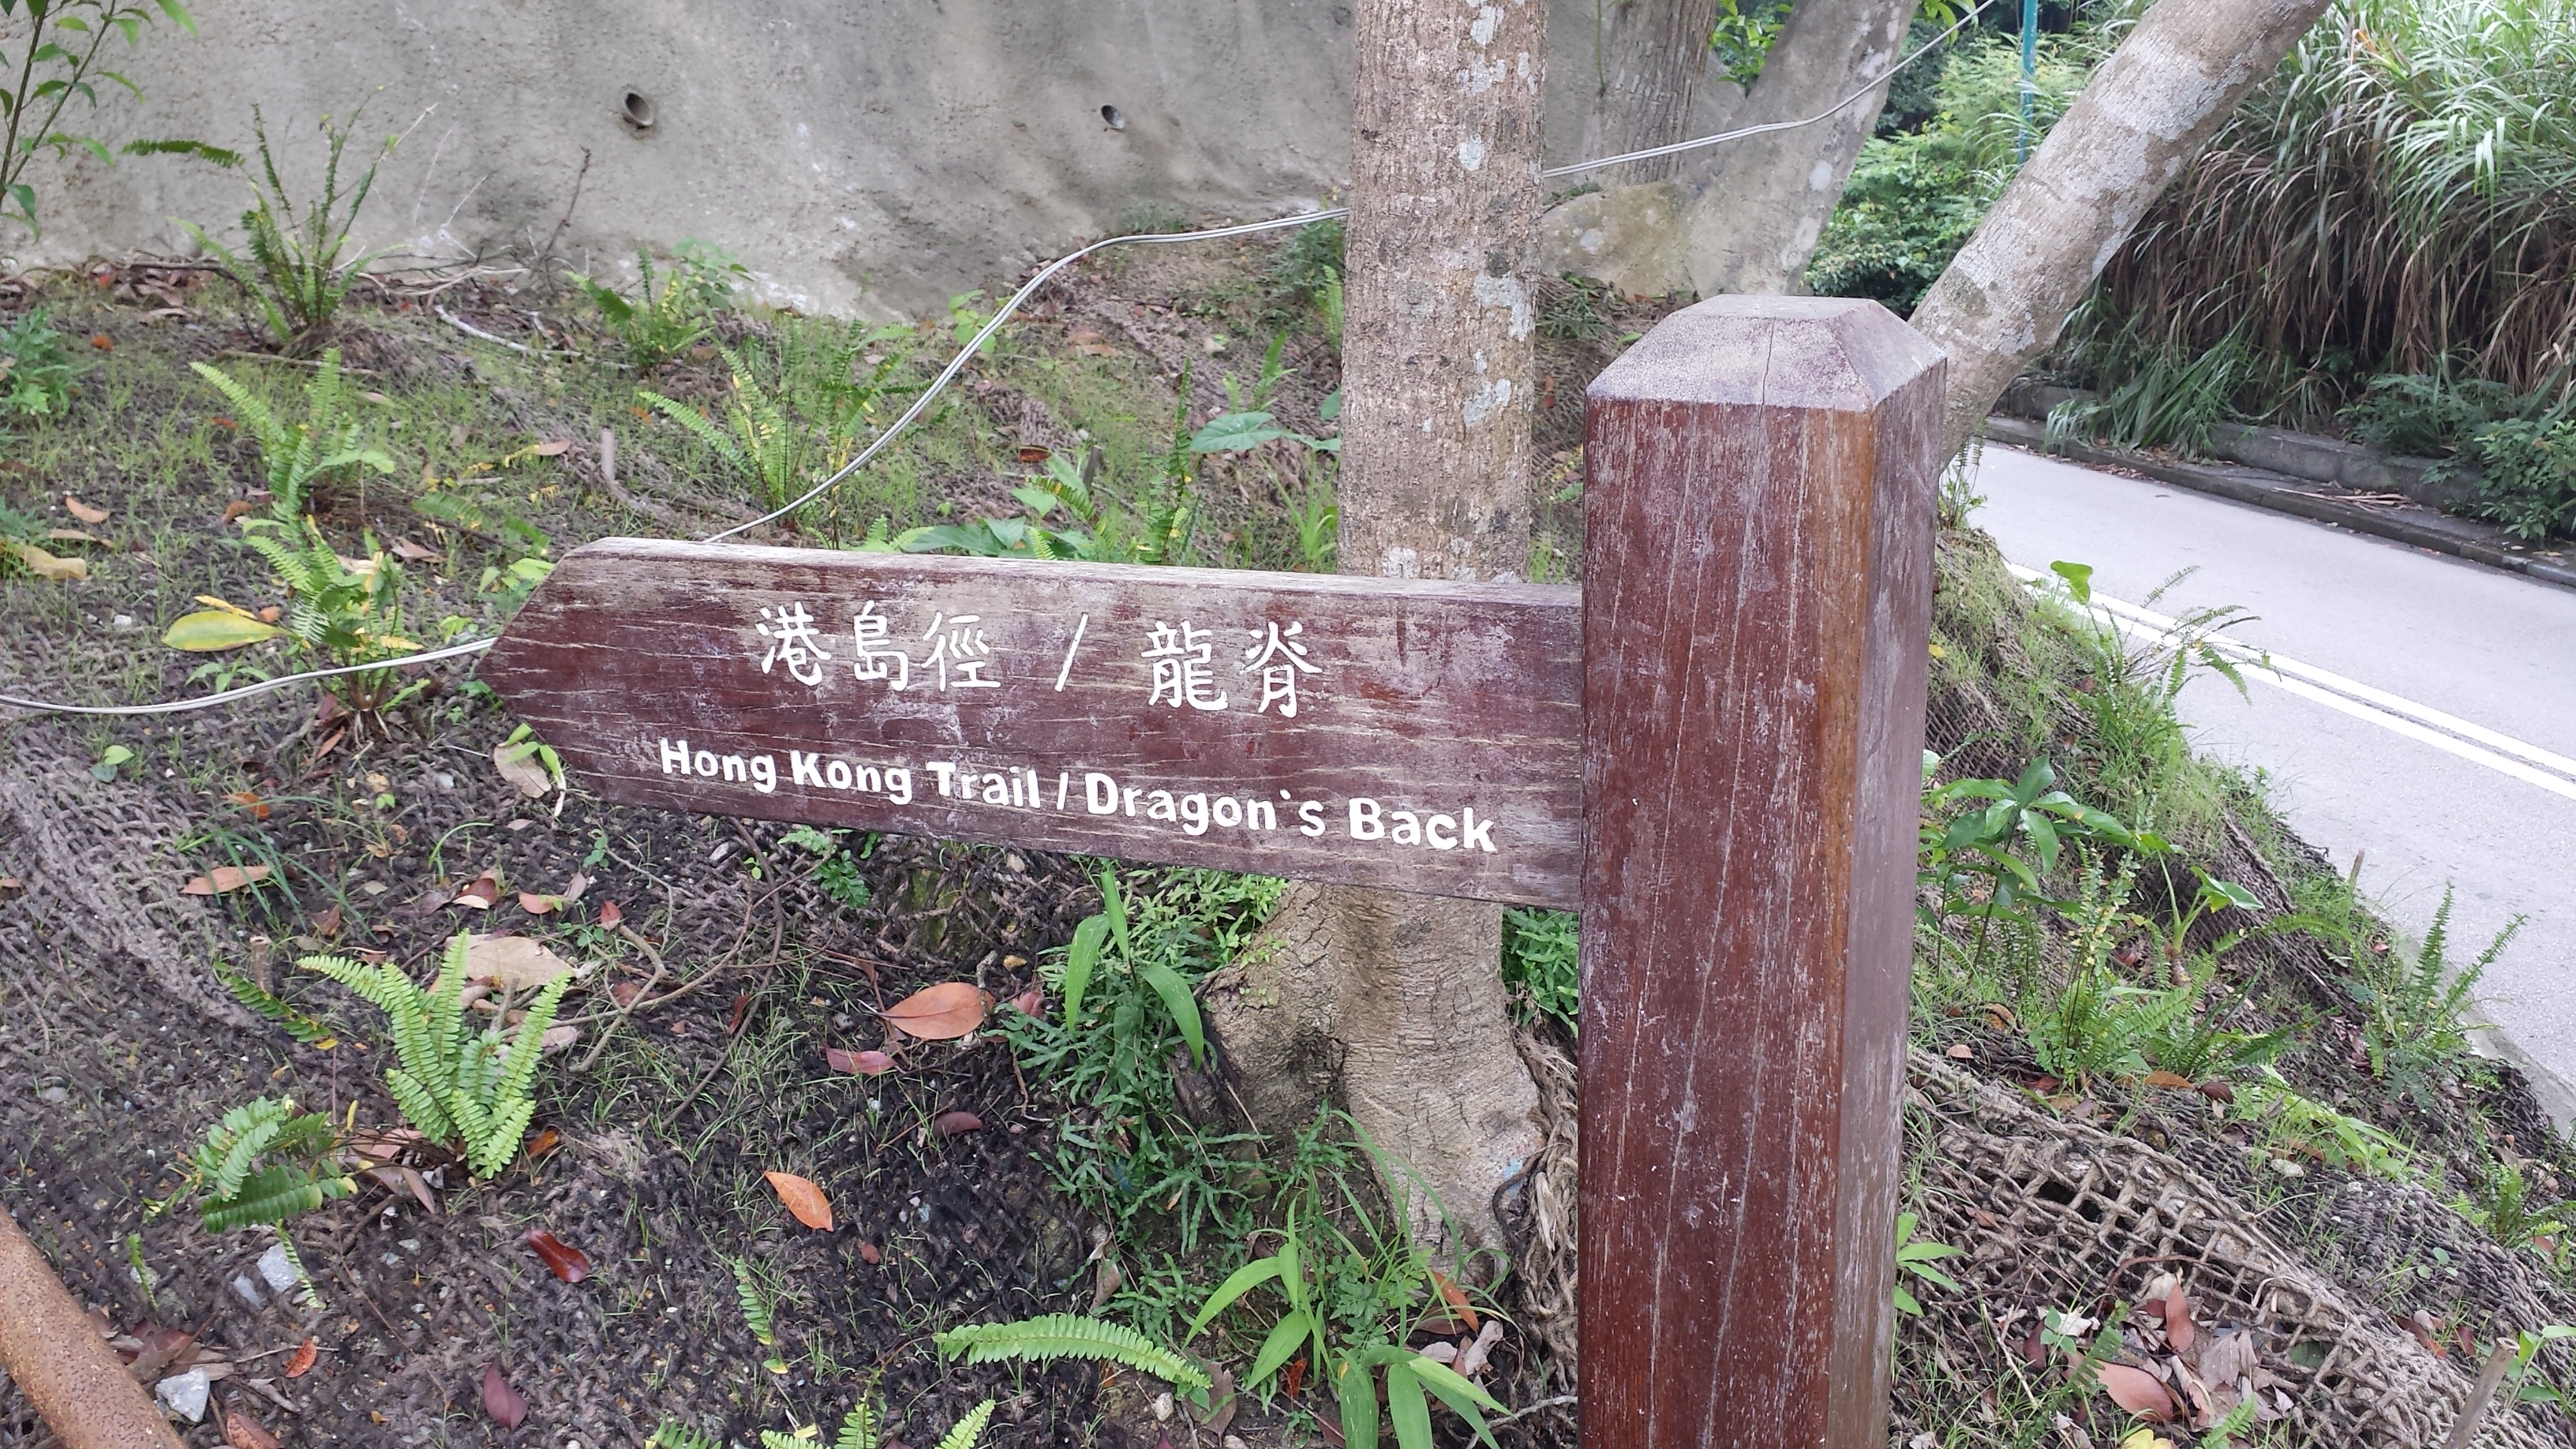 港島徑 / 龍脊
Hong Kong Trail / Dragon's Back